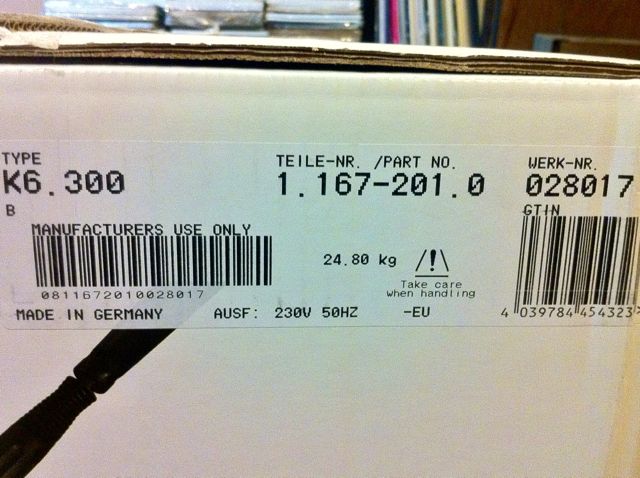 TYPE
K6.300
B
TEILE-NR. /PART NO.
1.167-201.0
WERK-NR.
028017
GTIN
MANUFACTURERS USE ONLY
0811672010028017
24.80 kg
/!\
Take care
when handling
4 039784 454323>
MADE IN GERMANY AUSF: 230V 50HZ -EU